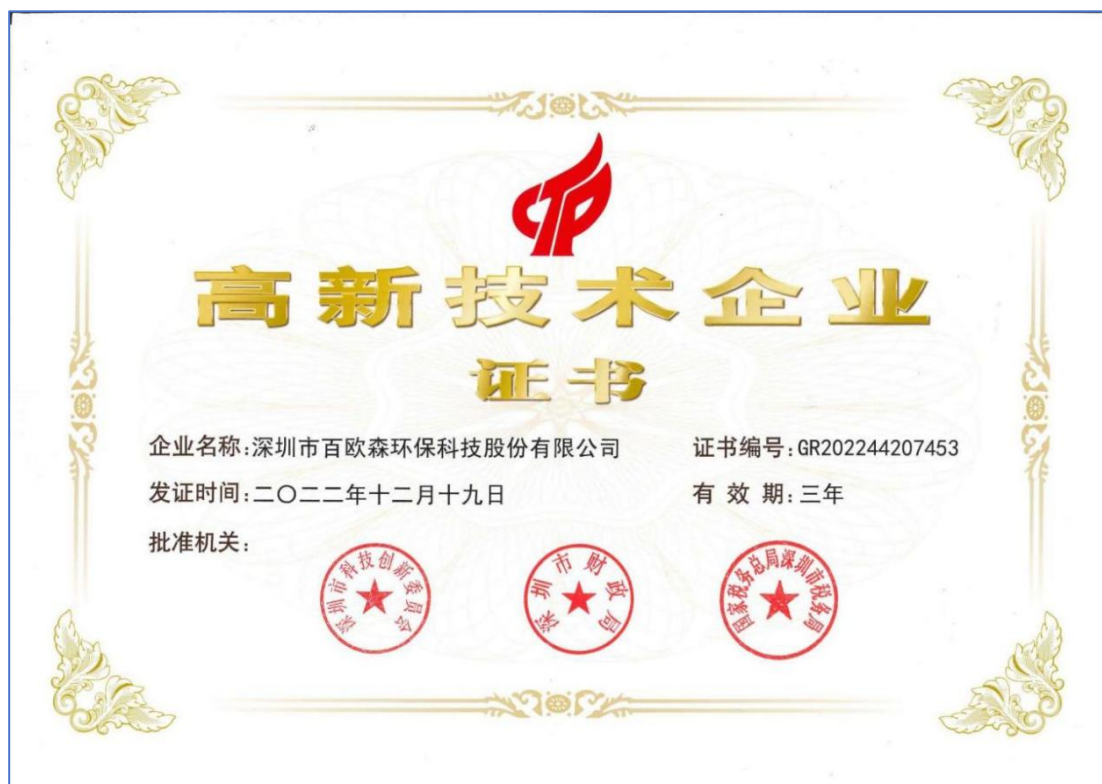 高新技术企业
证书
企业名称:深圳市百欧森环保科技股份有限公司 证书编号:GR202244207453
发证时间:二〇二二年十二月十九日 有 效 期:三年
批准机关:
深圳市科技创新委员会
深圳市财政局
国家税务总局深圳市税务局